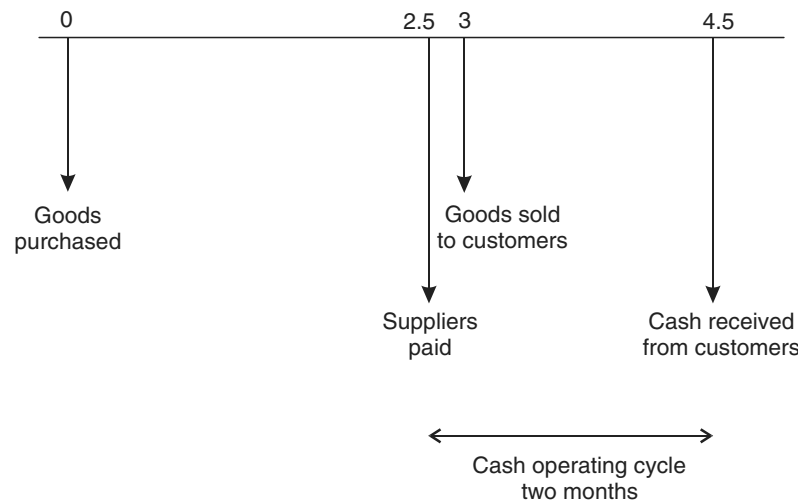 0 2.5 3 4.5
Goods
purchased
Goods sold
to customers
Suppliers
paid
Cash received
from customers
Cash operating cycle
two months